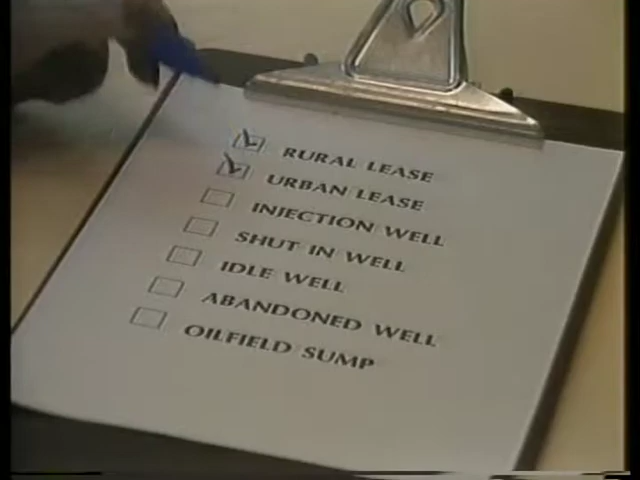 RURAL LEASE
URBAN LEASE
INJECTION WELL
SHUT IN WELL
IDLE WELL
ABANDONED WELL
OILFIELD SUMP